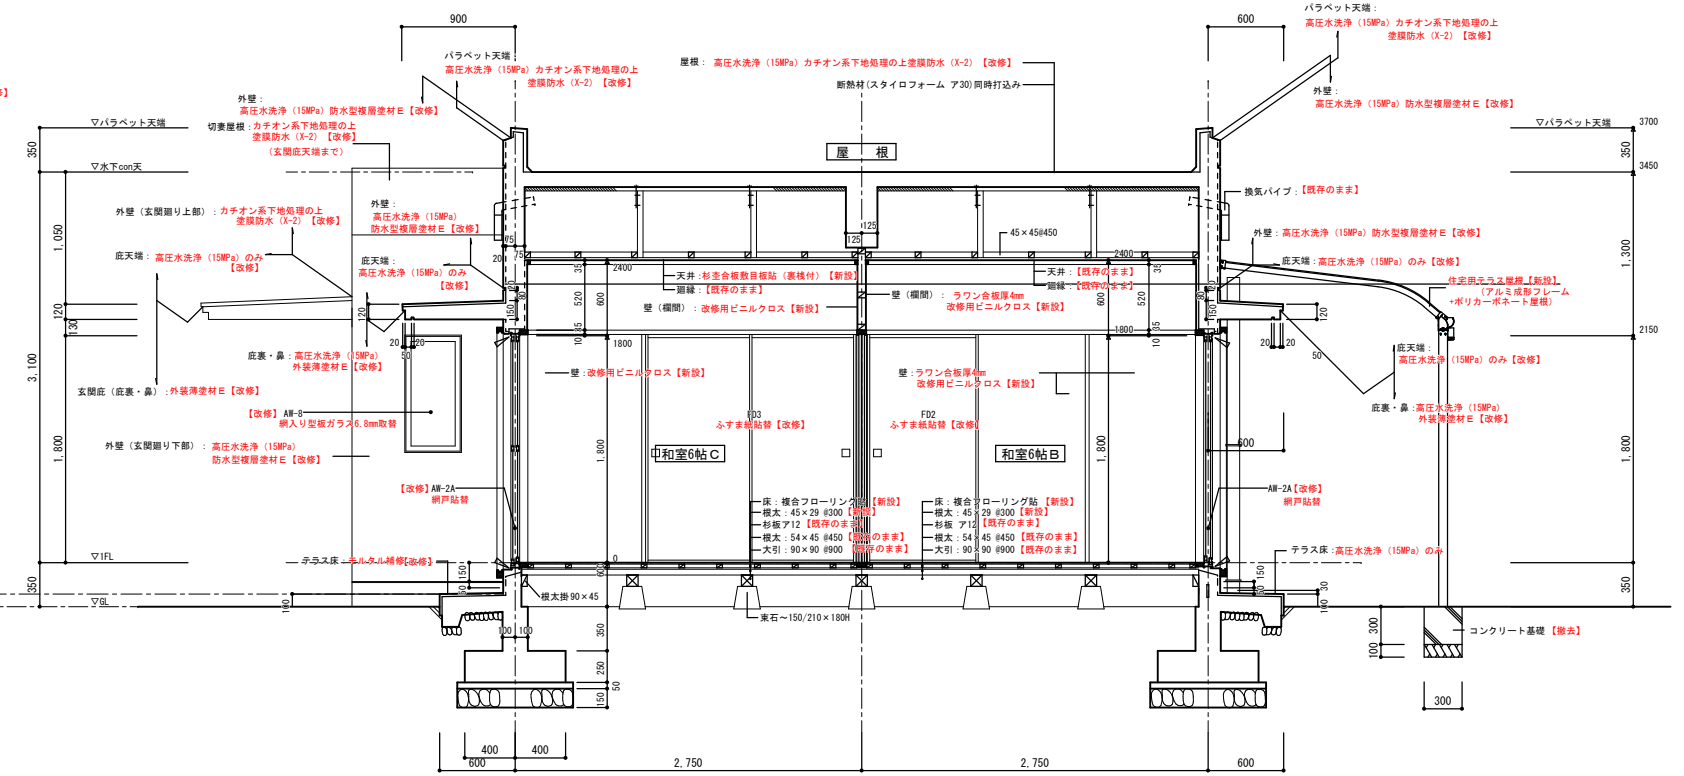 900
600
パラペット天端：
高圧水洗浄（15MPa）カチオン系下地処理の上
塗膜防水（X-2）【改修】
パラペット天端：
高圧水洗浄（15MPa）カチオン系下地処理の上
塗膜防水（X-2）【改修】
屋根：
高圧水洗浄（15MPa）カチオン系下地処理の上塗膜防水（X-2）【改修】
断熱材(スタイロフォーム ア30)同時打込み
外壁：
高圧水洗浄（15MPa）防水型複層塗材Ｅ【改修】
外壁：
高圧水洗浄（15MPa）防水型複層塗材Ｅ【改修】
▽パラペット天端
切妻屋根：カチオン系下地処理の上
塗膜防水（X-2）【改修】
（玄関庇天端まで）
▽パラペット天端
3700
350
350
3450
屋　根
▽水下con天
換気パイプ：【既存のまま】
外壁（玄関廻り上部）：カチオン系下地処理の上
塗膜防水（X-2）【改修】
外壁：
高圧水洗浄（15MPa）
防水型複層塗材Ｅ【改修】
1,050
75
125
125
45×45@450
外壁：高圧水洗浄（15MPa）防水型複層塗材Ｅ【改修】
1,300
庇天端：高圧水洗浄（15MPa）のみ
【改修】
庇天端：
高圧水洗浄（15MPa）のみ
【改修】
20
75
2400
35
2400
35
天井：杉柾合板敷目板貼（裏桟付）【新設】
廻縁：【既存のまま】
天井：【既存のまま】
廻縁：【既存のまま】
庇天端：高圧水洗浄（15MPa）のみ【改修】
住宅用テラス屋根【新設】
（アルミ成形フレーム
+ポリカーボネート屋根）
120
130
120
80
150
520
600
壁（欄間）：改修用ビニルクロス【新設】
壁（欄間）：ラワン合板厚4mm
改修用ビニルクロス【新設】
600
520
80
150
120
1800
35
10
1800
35
10
2150
20
20
50
20
20
50
3,100
庇裏・鼻：高圧水洗浄（15MPa）
外装薄塗材Ｅ【改修】
庇天端：
高圧水洗浄（15MPa）のみ【改修】
玄関庇（庇裏・鼻）：外装薄塗材Ｅ【改修】
壁：改修用ビニルクロス【新設】
壁：ラワン合板厚4mm
改修用ビニルクロス【新設】
庇裏・鼻：高圧水洗浄（15MPa）
外装薄塗材Ｅ【改修】
【改修】AW-8
網入り型板ガラス6.8mm取替
FD3
ふすま紙貼替【改修】
FD2
ふすま紙貼替【改修】
1,800
外壁（玄関廻り下部）：高圧水洗浄（15MPa）
防水型複層塗材Ｅ【改修】
1,800
和室6帖Ｃ
和室6帖Ｂ
1,800
600
1,800
【改修】AW-2A
網戸貼替
AW-2A【改修】
網戸貼替
床：複合フローリング貼【新設】
根太：45×29 @300【新設】
杉板ア12【既存のまま】
根太：54×45 @450【既存のまま】
大引：90×90 @900【既存のまま】
床：複合フローリング貼【新設】
根太：45×29 @300【新設】
杉板 ア12【既存のまま】
根太：54×45 @450【既存のまま】
大引：90×90 @900【既存のまま】
▽1FL
0
テラス床：
テラス床：高圧水洗浄（15MPa）のみ
350
150
50
100
600
150
30
100
350
▽GL
根太掛90×45
束石～150/210×180H
100
100
350
250
50
150
300
100
コンクリート基礎【撤去】
300
400
400
600
2,750
2,750
600